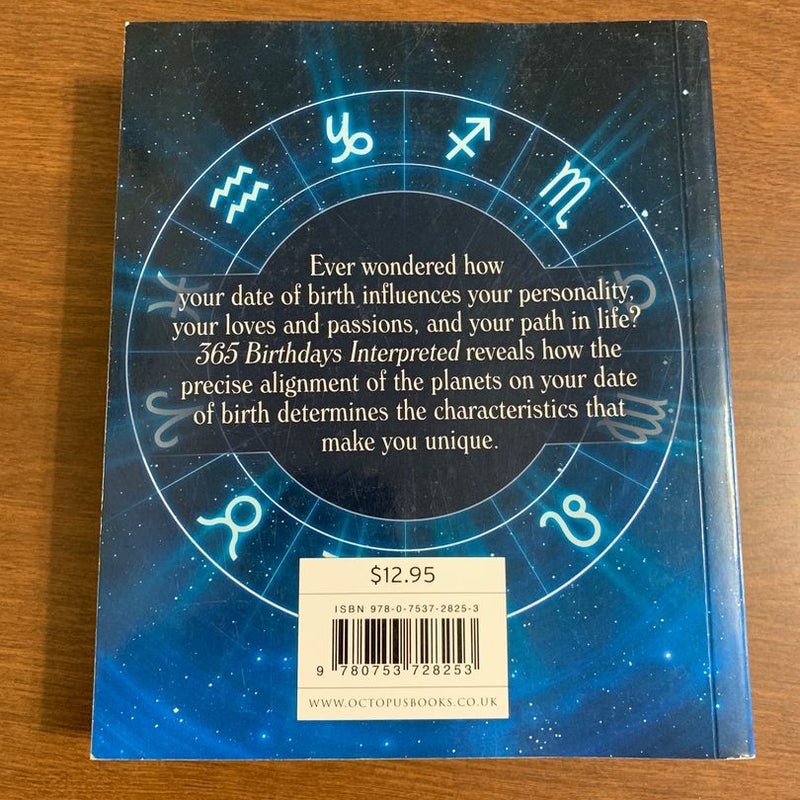 Ever wondered how
your date of birth influences your personality,
your loves and passions, and your path in life?
365 Birthdays Interpreted reveals how the
precise alignment of the planets on your date
of birth determines the characteristics that
make you unique.
$12.95
ISBN 978-0-7537-2825-3
9 780753 728253
WWW.OCTOPUSBOOKS.CO.UK